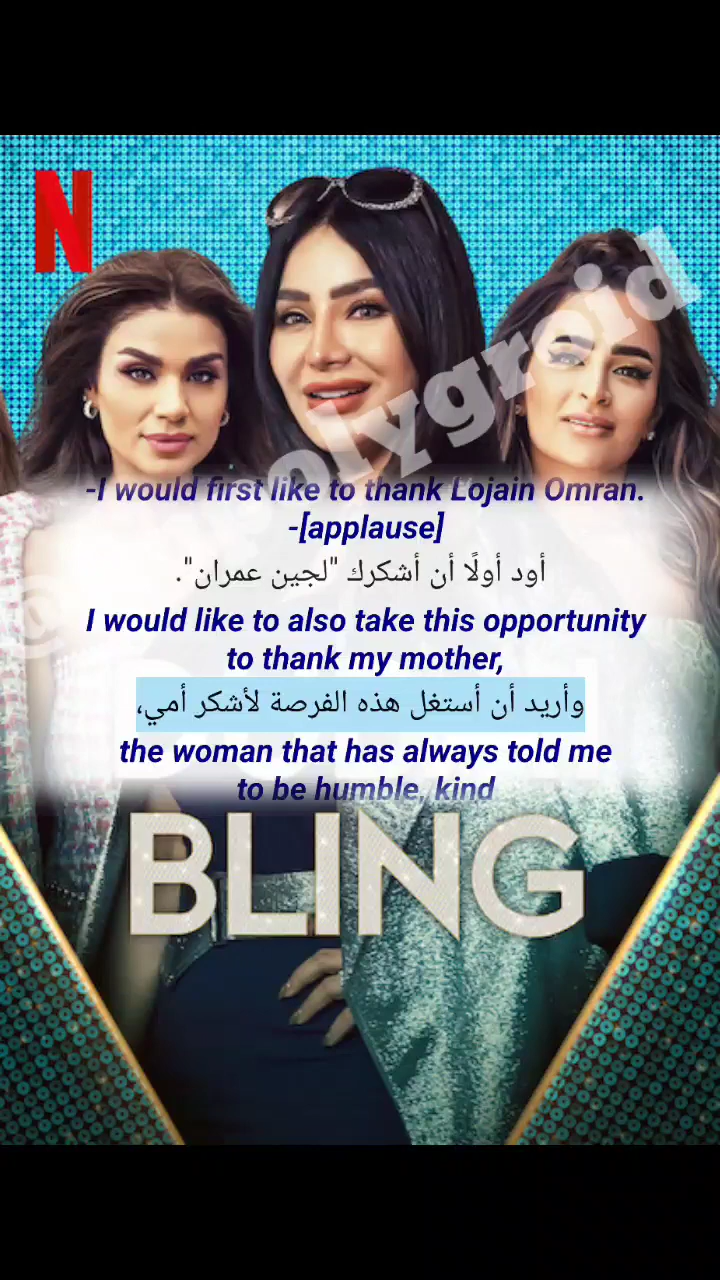 N
-I would first like to thank Lojain Omran.
-[applause]
أود أولًا أن أشكرك "لجين عمران".
I would like to also take this opportunity
to thank my mother,
وأريد أن أستغل هذه الفرصة لأشكر أمي،
the woman that has always told me
to be humble, kind
BLING